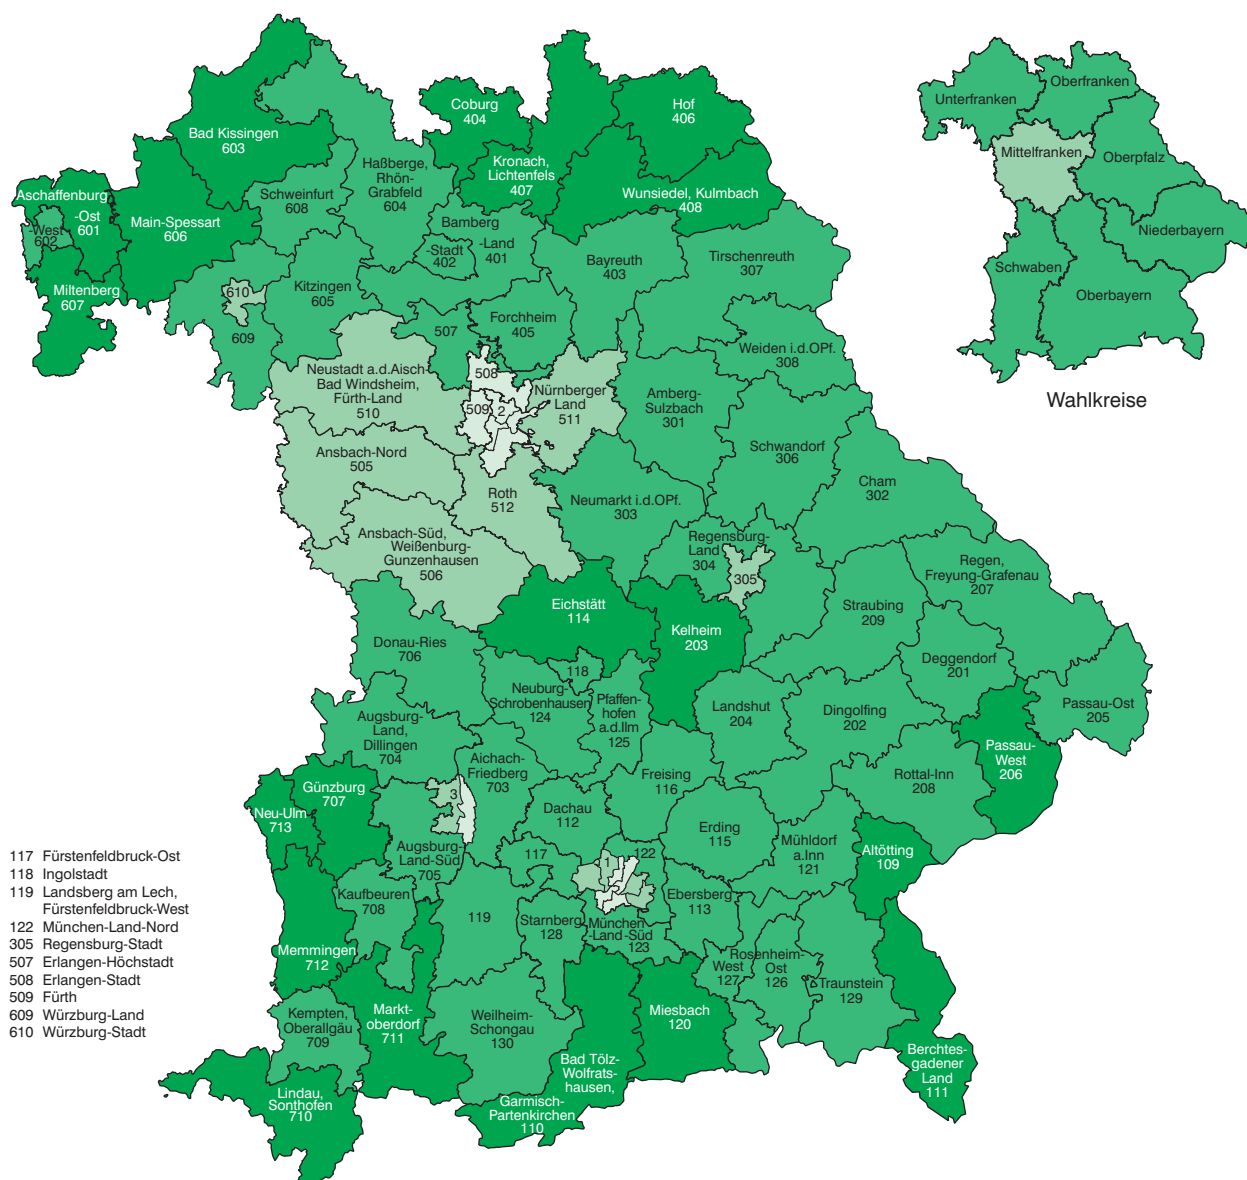 Coburg
404
Hof
406
Bad Kissingen
603
Kronach,
Lichtenfels
407
Haßberge,
Rhön-
Grabfeld
604
Wunsiedel, Kulmbach
408
Aschaffenburg
-Ost
601
-West
602
Main-Spessart
606
Schweinfurt
608
Bamberg
-Land
401
-Stadt
402
Bayreuth
403
Tirschenreuth
307
Miltenberg
607
610
609
Kitzingen
605
507
Forchheim
405
Weiden i.d.OPf.
308
Neustadt a.d.Aisch-
Bad Windsheim,
Fürth-Land
510
508
509
2
Nürnberger
Land
511
Amberg-
Sulzbach
301
Schwandorf
306
Ansbach-Nord
505
Roth
512
Neumarkt i.d.OPf.
303
Cham
302
Ansbach-Süd,
Weißenburg-
Gunzenhausen
506
Regensburg-
Land
304
305
Regen,
Freyung-Grafenau
207
Eichstätt
114
Kelheim
203
Straubing
209
Donau-Ries
706
118
Deggendorf
201
Neuburg-
Schrobenhausen
124
Pfaffen-
hofen
a.d.Ilm
125
Landshut
204
Dingolfing
202
Passau-Ost
205
Augsburg-
Land,
Dillingen
704
Aichach-
Friedberg
703
Freising
116
Passau-
West
206
Rottal-Inn
208
Günzburg
707
3
Dachau
112
Neu-Ulm
713
Erding
115
Mühldorf
a.Inn
121
Altötting
109
Augsburg-
Land-Süd
705
117
1
122
Kaufbeuren
708
119
Starnberg
128
Ebersberg
113
München
-Land-Süd
123
Memmingen
712
Rosenheim-
West
127
Ost
126
Traunstein
129
Kempten,
Oberallgäu
709
Markt-
oberdorf
711
Weilheim-
Schongau
130
Miesbach
120
Bad Tölz-
Wolfrats-
hausen,
Garmisch-
Partenkirchen
110
Berchtes-
gadener
Land
111
Lindau,
Sonthofen
710
Unterfranken
Oberfranken
Mittelfranken
Oberpfalz
Niederbayern
Schwaben
Oberbayern
Wahlkreise
117 Fürstenfeldbruck-Ost
118 Ingolstadt
119 Landsberg am Lech,
Fürstenfeldbruck-West
122 München-Land-Nord
305 Regensburg-Stadt
507 Erlangen-Höchstadt
508 Erlangen-Stadt
509 Fürth
609 Würzburg-Land
610 Würzburg-Stadt